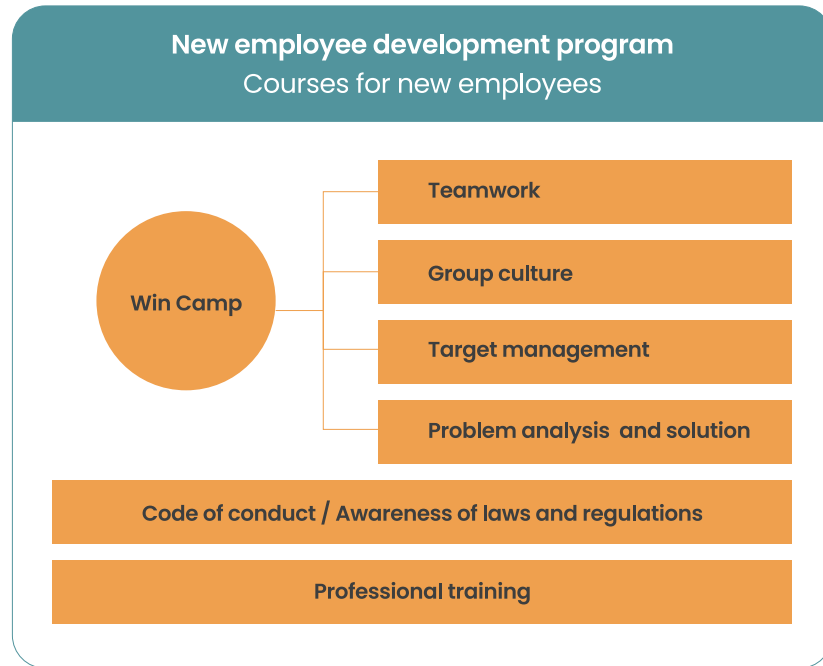 New employee development program
Courses for new employees
Win Camp
Teamwork
Group culture
Target management
Problem analysis and solution
Code of conduct / Awareness of laws and regulations
Professional training